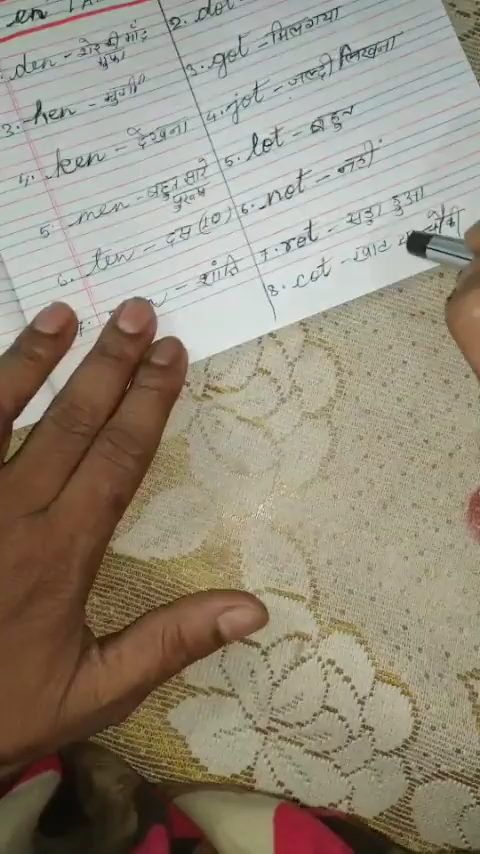 en
den - शेर की माँद
गुफा
3. hen - मुर्गी
4. ken - देखना
5. men - बहुत सारे
पुरुष
6. ten - दस (10)
7. - शांति
2. dot
3. got - मिल गया
4. jot - जल्दी लिखना
5. lot - बहुत
6. not - नहीं
7. rot - सड़ा हुआ
8. cot - खाट